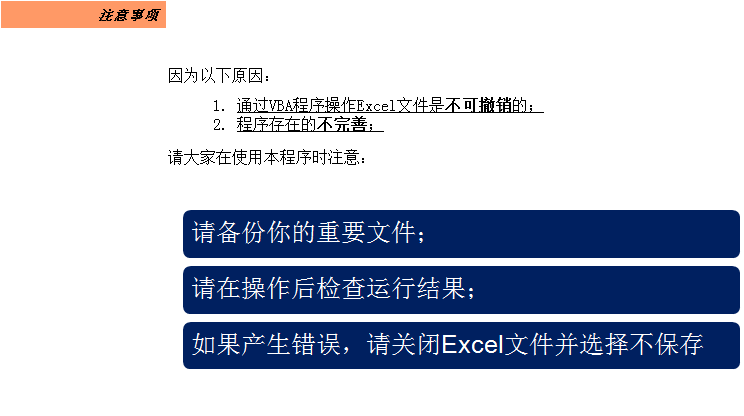 注意事项
因为以下原因：
1. 通过VBA程序操作Excel文件是不可撤销的；
2. 程序存在的不完善；
请大家在使用本程序时注意：
请备份你的重要文件；
请在操作后检查运行结果；
如果产生错误，请关闭Excel文件并选择不保存